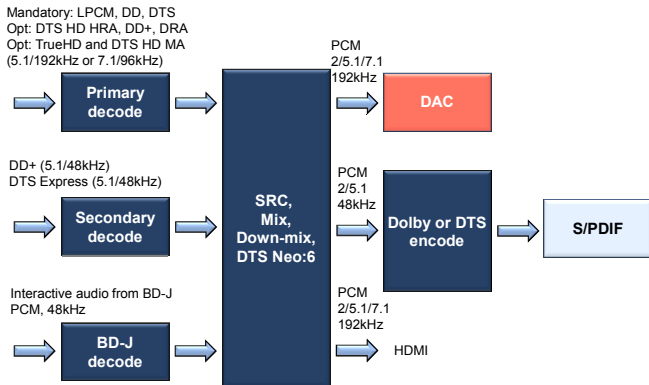 Mandatory: LPCM, DD, DTS
Opt: DTS HD HRA, DD+, DRA
Opt: TrueHD and DTS HD MA
(5.1/192kHz or 7.1/96kHz)
Primary
decode
PCM
2/5.1/7.1
192kHz
DAC
DD+ (5.1/48kHz)
DTS Express (5.1/48kHz)
Secondary
decode
SRC,
Mix,
Down-mix,
DTS Neo:6
PCM
2/5.1
48kHz
Dolby or DTS
encode
S/PDIF
Interactive audio from BD-J
PCM, 48kHz
BD-J
decode
PCM
2/5.1/7.1
192kHz
HDMI